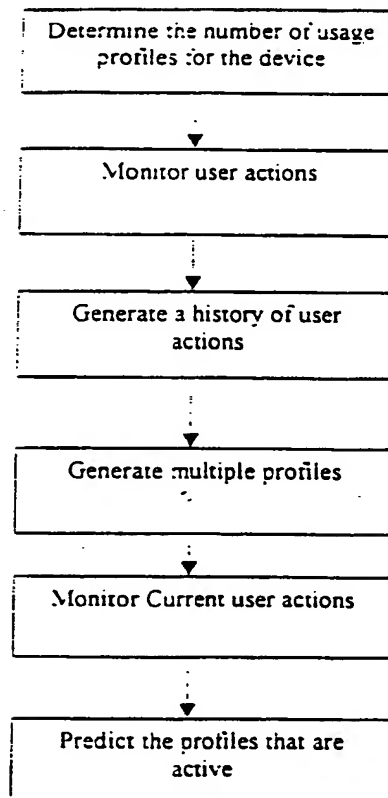 Determine the number of usage
profiles for the device
Monitor user actions
Generate a history of user
actions
Generate multiple profiles
Monitor Current user actions
Predict the profiles that are
active